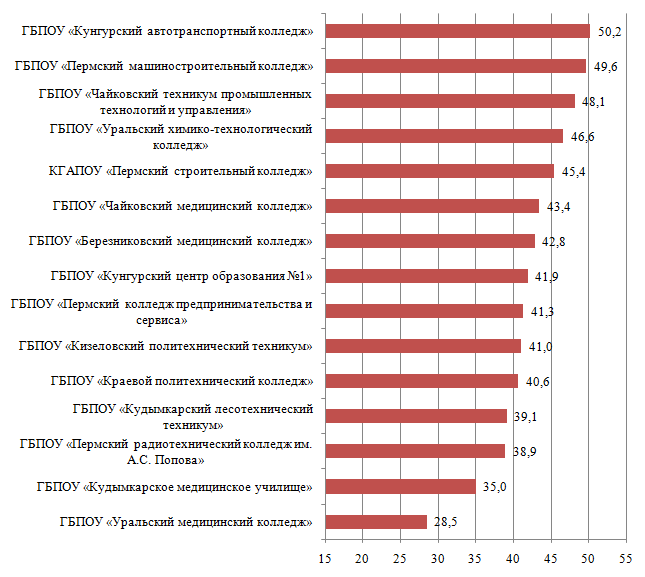 ГБПОУ «Кунгурский автотранспортный колледж»
50,2
ГБПОУ «Пермский машиностроительный колледж»
49,6
ГБПОУ «Чайковский техникум промышленных
технологий и управления»
48,1
ГБПОУ «Уральский химико-технологический
колледж»
46,6
КГАПОУ «Пермский строительный колледж»
45,4
ГБПОУ «Чайковский медицинский колледж»
43,4
ГБПОУ «Березниковский медицинский колледж»
42,8
ГБПОУ «Кунгурский центр образования №1»
41,9
ГБПОУ «Пермский колледж предпринимательства и
сервиса»
41,3
ГБПОУ «Кизеловский политехнический техникум»
41,0
ГБПОУ «Краевой политехнический колледж»
40,6
ГБПОУ «Кудымкарский лесотехнический
техникум»
39,1
ГБПОУ «Пермский радиотехнический колледж им.
А.С. Попова»
38,9
ГБПОУ «Кудымкарское медицинское училище»
35,0
ГБПОУ «Уральский медицинский колледж»
28,5
15 20 25 30 35 40 45 50 55